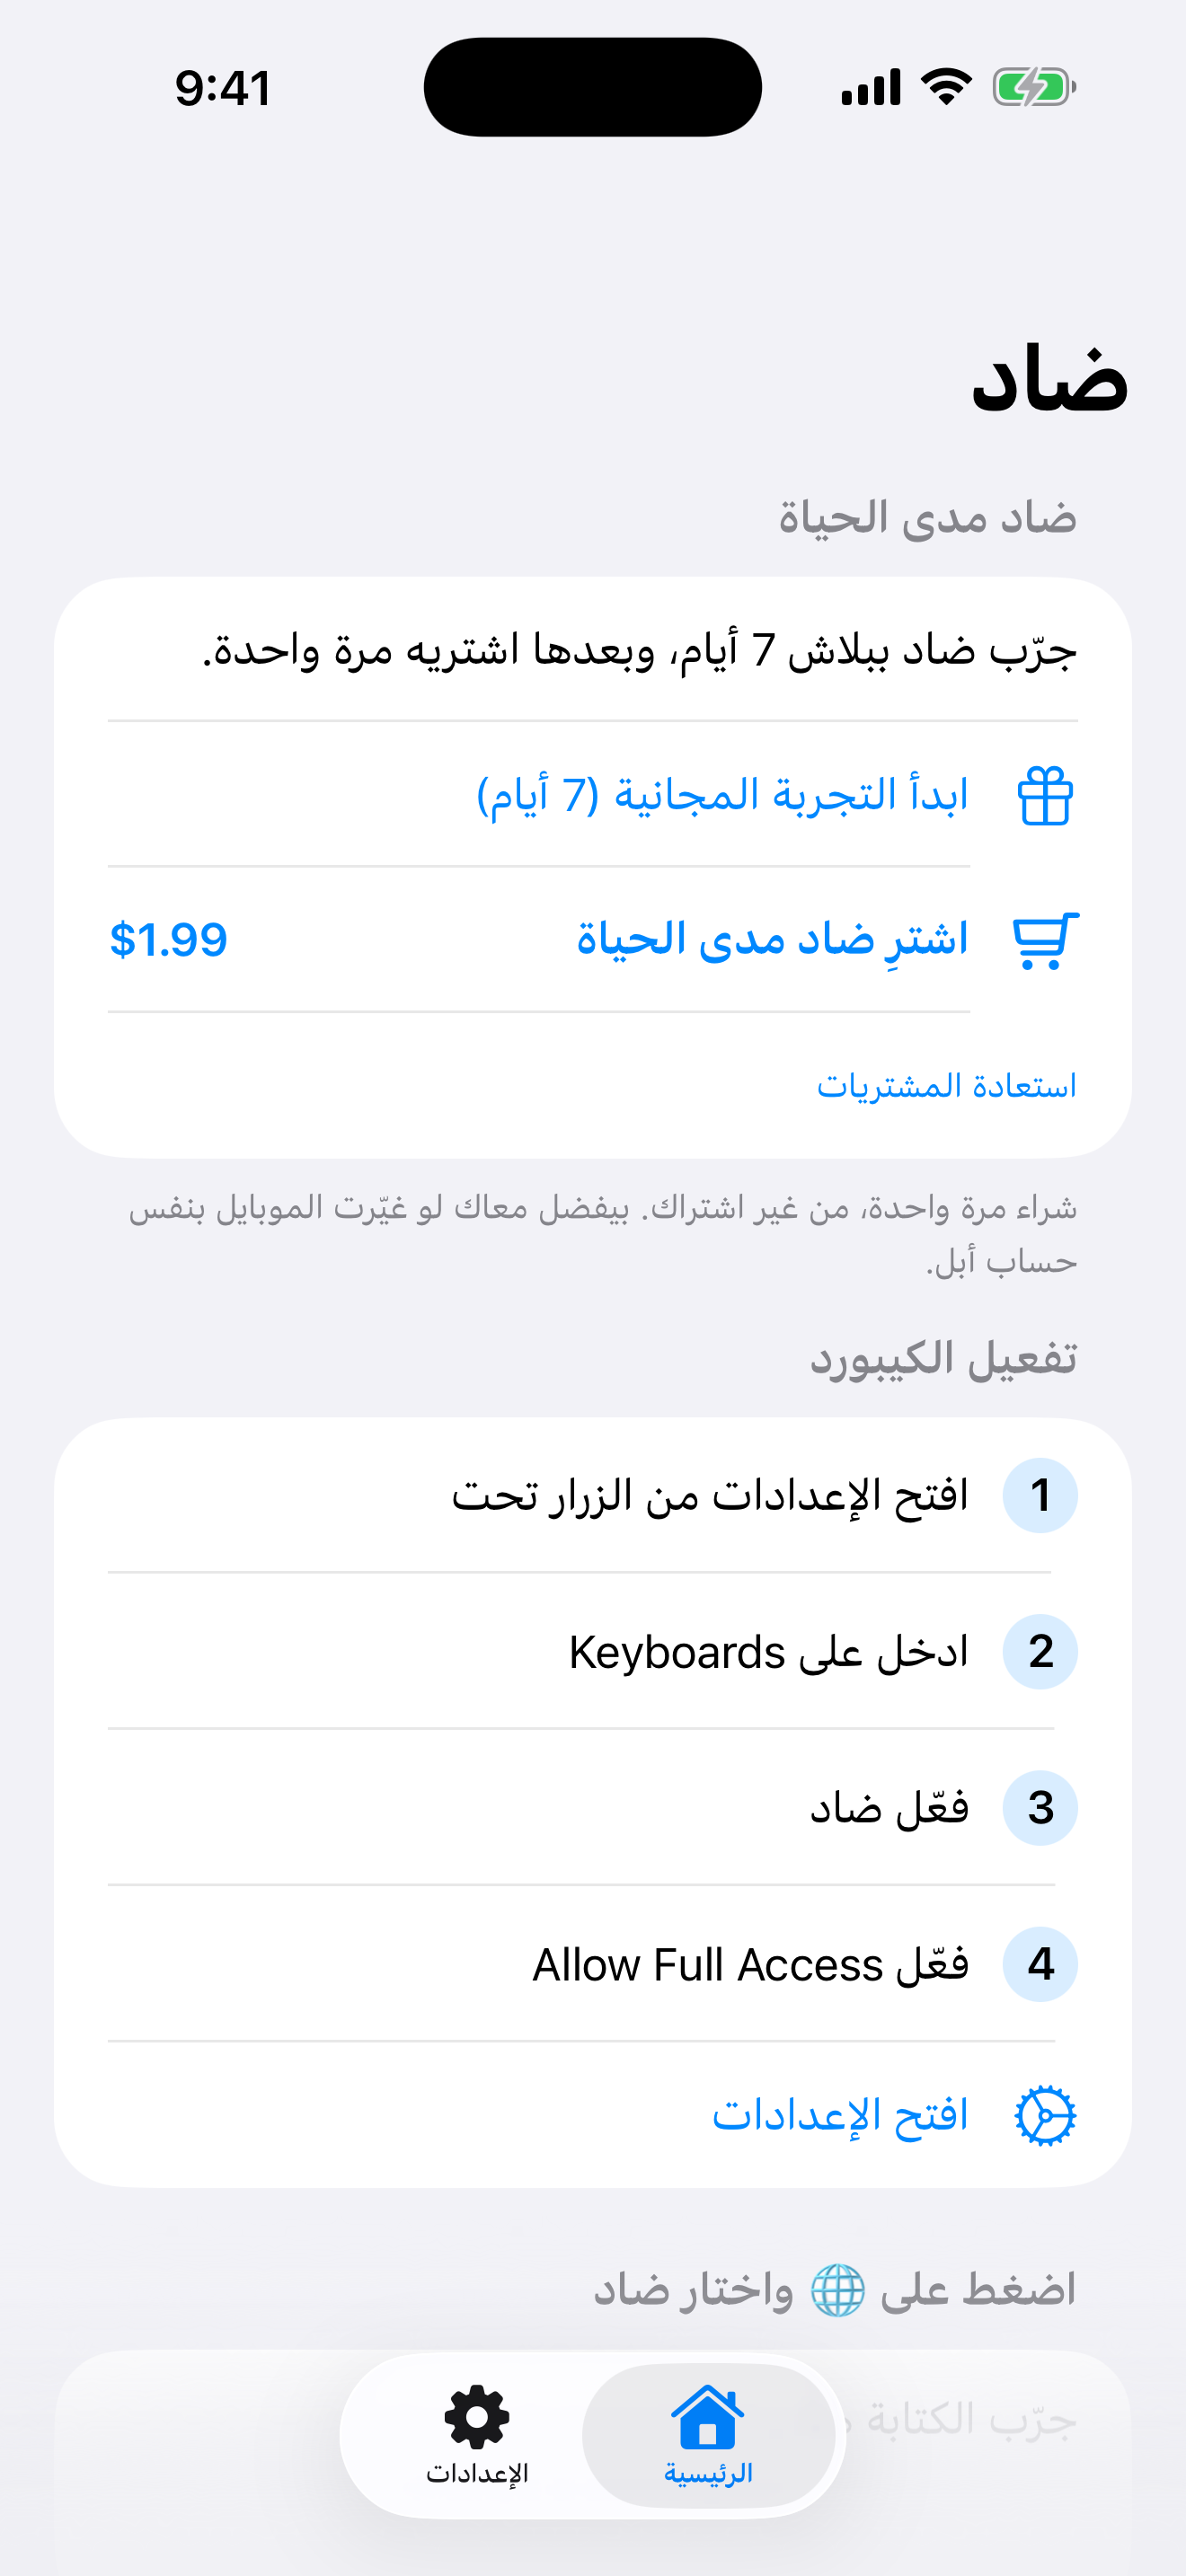 9:41
ضاد
ضاد مدى الحياة
جرّب ضاد ببلاش 7 أيام، وبعدها اشتريه مرة واحدة.
ابدأ التجربة المجانية (7 أيام)
اشترِ ضاد مدى الحياة $1.99
استعادة المشتريات
شراء مرة واحدة، من غير اشتراك. بيفضل معاك لو غيّرت الموبايل بنفس
حساب أبل.
تفعيل الكيبورد
1 افتح الإعدادات من الزرار تحت
2 ادخل على Keyboards
3 فعّل ضاد
4 فعّل Allow Full Access
افتح الإعدادات
اضغط على 🌐 واختار ضاد
جرّب الكتابة
الرئيسية
الإعدادات